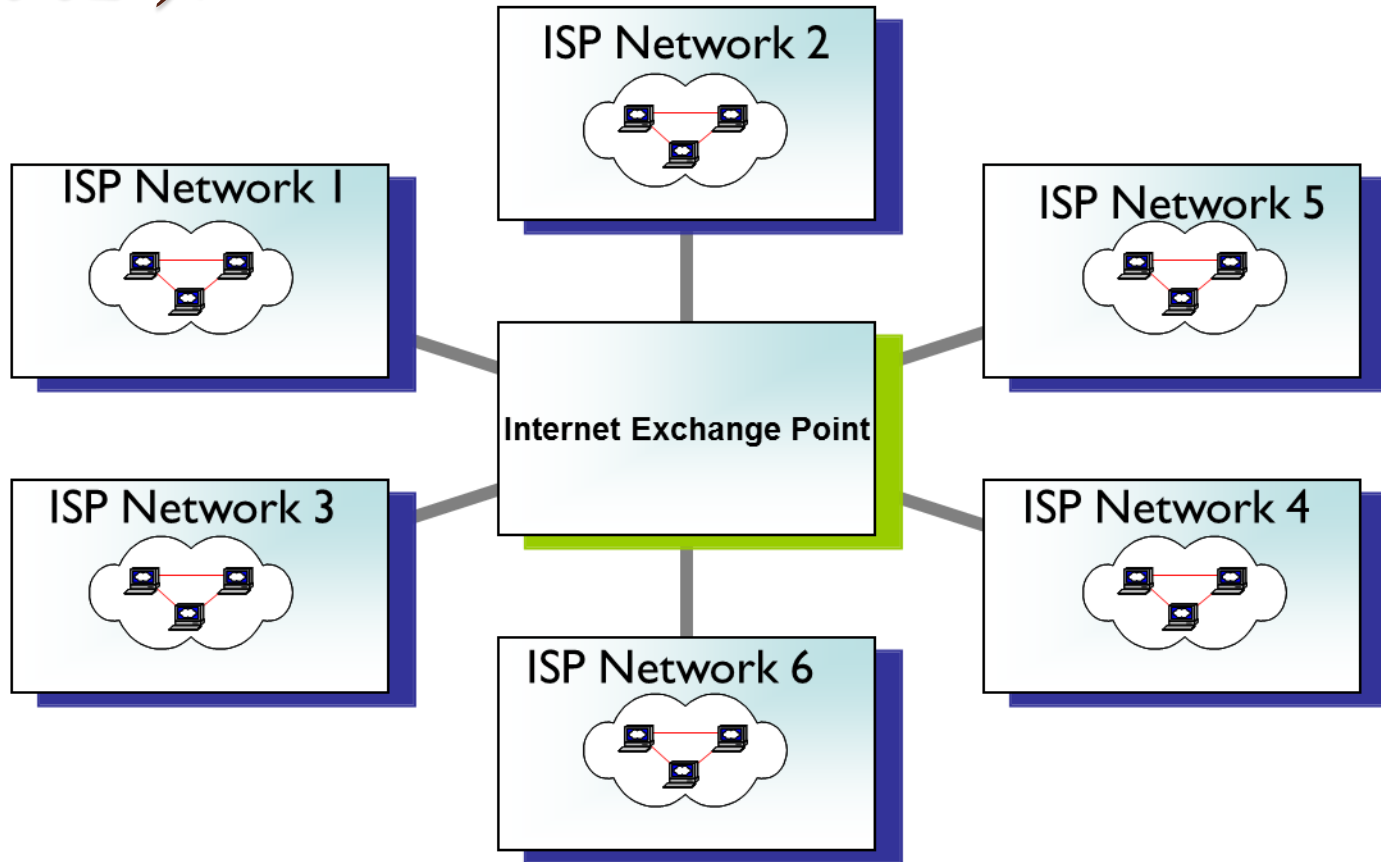 ISP Network 2
ISP Network 1
ISP Network 5
Internet Exchange Point
ISP Network 3
ISP Network 4
ISP Network 6